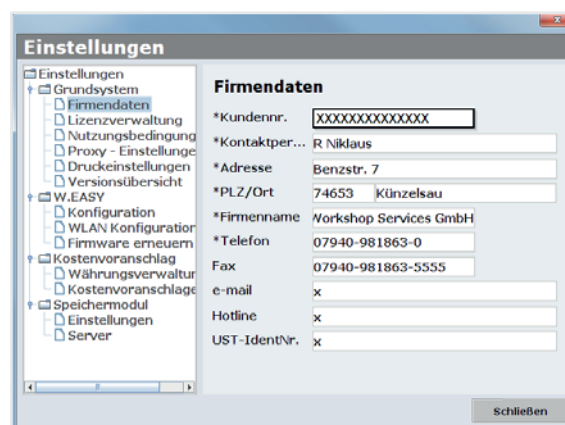 Einstellungen
Einstellungen
Grundsystem
Firmendaten
Lizenzverwaltung
Nutzungsbedingung
Proxy - Einstellunge
Druckeinstellungen
Versionsübersicht
W.EASY
Konfiguration
WLAN Konfiguration
Firmware erneuern
Kostenvoranschlag
Währungsverwaltur
Kostenvoranschlage
Speichermodul
Einstellungen
Server
Firmendaten
*Kundennr. XXXXXXXXXXXXXX
*Kontaktper... R Niklaus
*Adresse Benzstr. 7
*PLZ/Ort 74653 Künzelsau
*Firmenname Workshop Services GmbH
*Telefon 07940-981863-0
Fax 07940-981863-5555
e-mail x
Hotline x
UST-IdentNr. x
Schließen